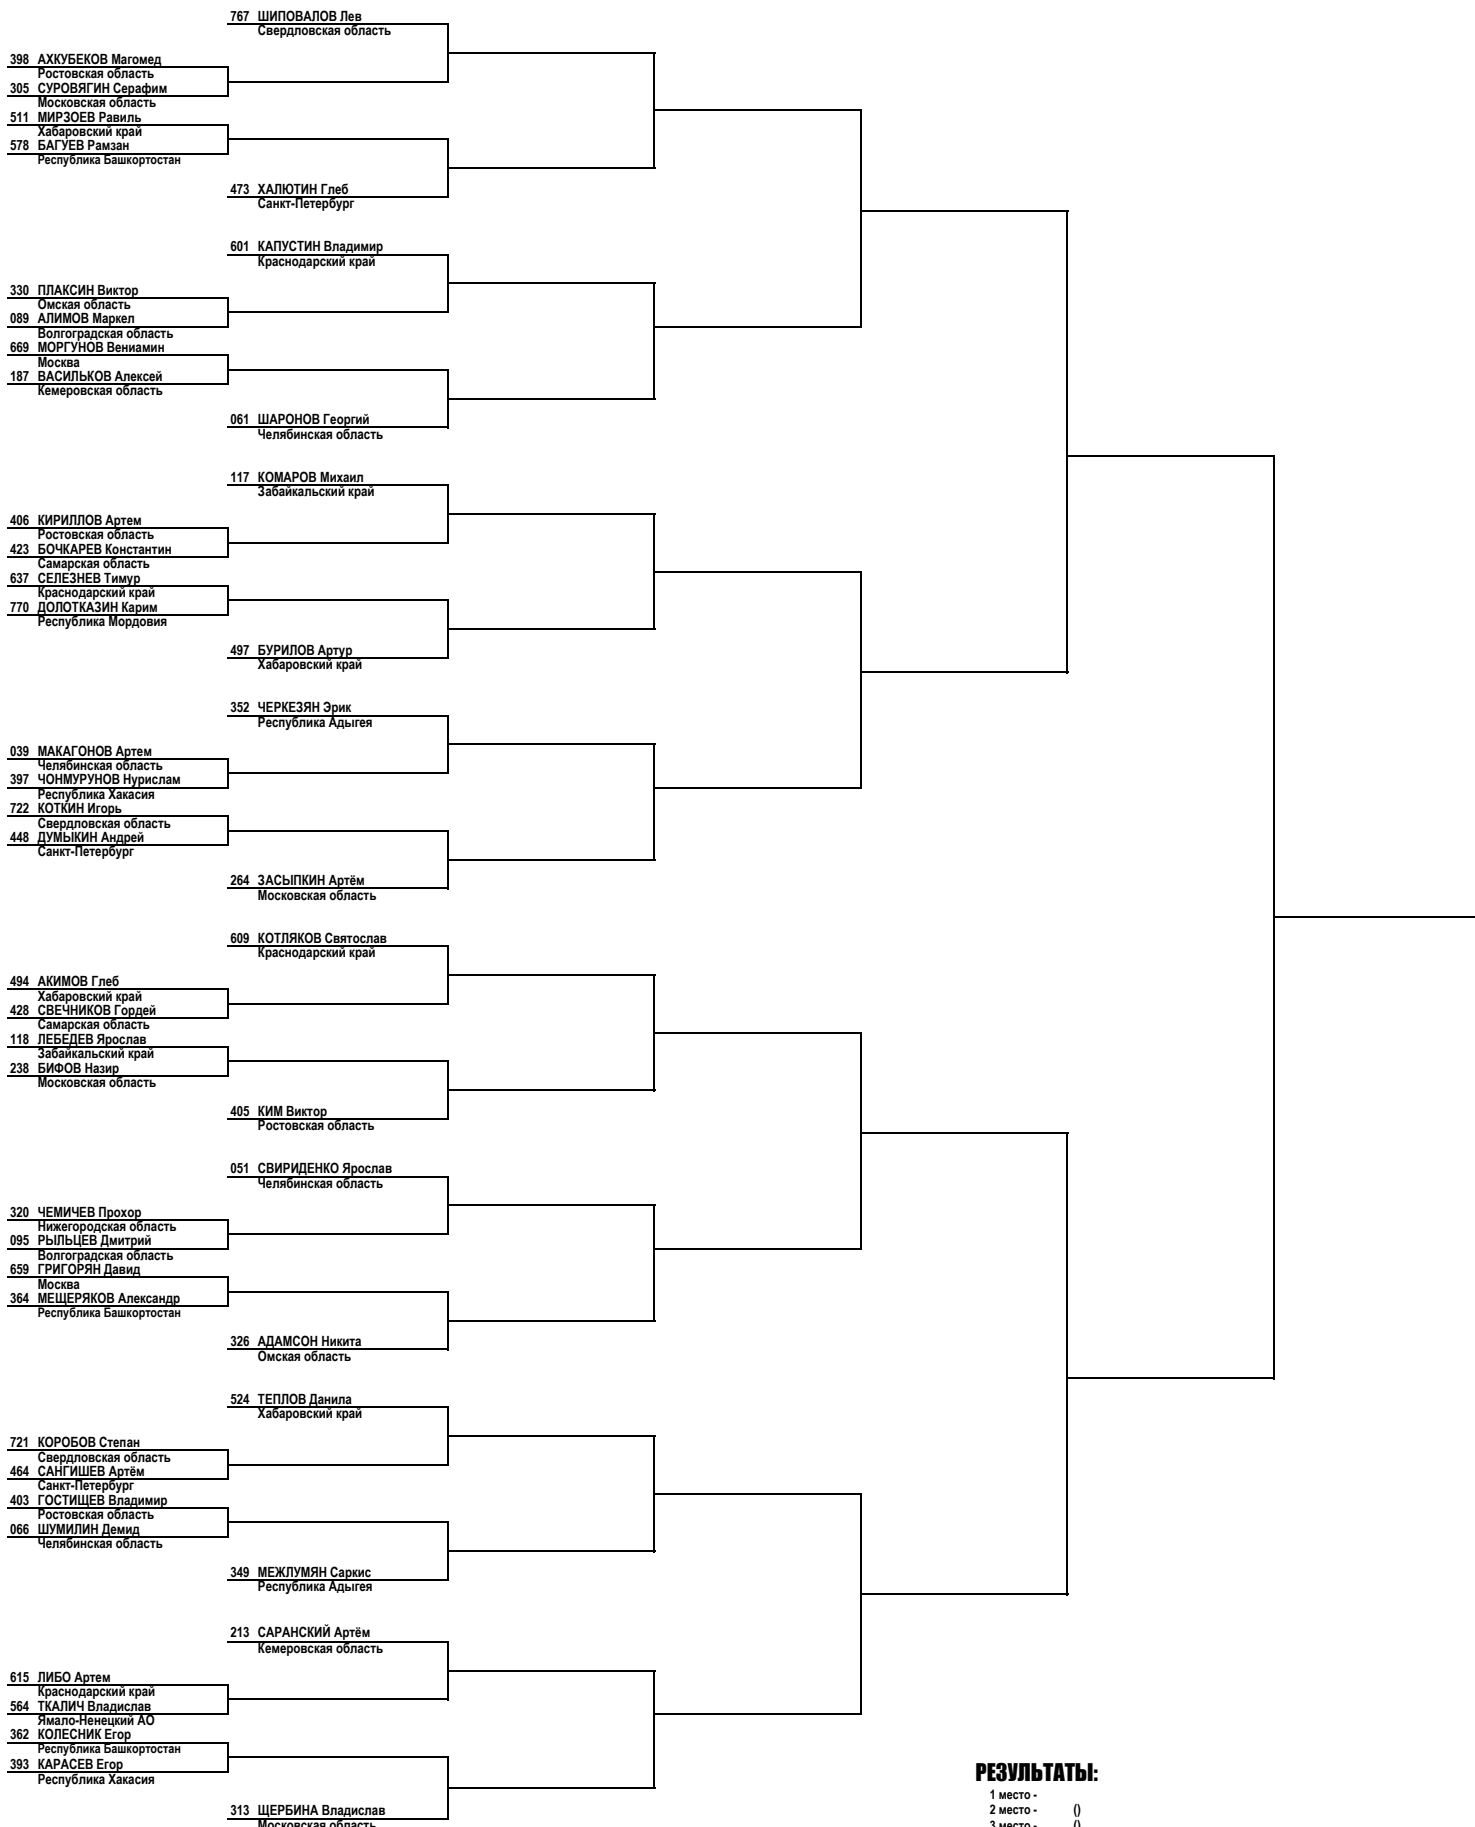 767 ШИПОВАЛОВ Лев
Свердловская область
398 АХКУБЕКОВ Магомед
Ростовская область
305 СУРОВЯГИН Серафим
Московская область
511 МИРЗОЕВ Равиль
Хабаровский край
578 БАГУЕВ Рамзан
Республика Башкортостан
473 ХАЛЮТИН Глеб
Санкт-Петербург
601 КАПУСТИН Владимир
Краснодарский край
330 ПЛАКСИН Виктор
Омская область
089 АЛИМОВ Маркел
Волгоградская область
669 МОРГУНОВ Вениамин
Москва
187 ВАСИЛЬКОВ Алексей
Кемеровская область
061 ШАРОНОВ Георгий
Челябинская область
117 КОМАРОВ Михаил
Забайкальский край
406 КИРИЛЛОВ Артем
Ростовская область
423 БОЧКАРЕВ Константин
Самарская область
637 СЕЛЕЗНЕВ Тимур
Краснодарский край
770 ДОЛОТКАЗИН Карим
Республика Мордовия
497 БУРИЛОВ Артур
Хабаровский край
352 ЧЕРКЕЗЯН Эрик
Республика Адыгея
039 МАКАГОНОВ Артем
Челябинская область
397 ЧОНМУРУНОВ Нурислам
Республика Хакасия
722 КОТКИН Игорь
Свердловская область
448 ДУМЫКИН Андрей
Санкт-Петербург
264 ЗАСЫПКИН Артём
Московская область
609 КОТЛЯКОВ Святослав
Краснодарский край
494 АКИМОВ Глеб
Хабаровский край
428 СВЕЧНИКОВ Гордей
Самарская область
118 ЛЕБЕДЕВ Ярослав
Забайкальский край
238 БИФОВ Назир
Московская область
405 КИМ Виктор
Ростовская область
051 СВИРИДЕНКО Ярослав
Челябинская область
320 ЧЕМИЧЕВ Прохор
Нижегородская область
095 РЫЛЬЦЕВ Дмитрий
Волгоградская область
659 ГРИГОРЯН Давид
Москва
364 МЕЩЕРЯКОВ Александр
Республика Башкортостан
326 АДАМСОН Никита
Омская область
524 ТЕПЛОВ Данила
Хабаровский край
721 КОРОБОВ Степан
Свердловская область
464 САНГИШЕВ Артём
Санкт-Петербург
403 ГОСТИЩЕВ Владимир
Ростовская область
066 ШУМИЛИН Демид
Челябинская область
349 МЕЖЛУМЯН Саркис
Республика Адыгея
213 САРАНСКИЙ Артём
Кемеровская область
615 ЛИБО Артем
Краснодарский край
564 ТКАЛИЧ Владислав
Ямало-Ненецкий АО
362 КОЛЕСНИК Егор
Республика Башкортостан
393 КАРАСЕВ Егор
Республика Хакасия
313 ЩЕРБИНА Владислав
Московская область
РЕЗУЛЬТАТЫ:
1 место -
2 место - ()
3 место - ()